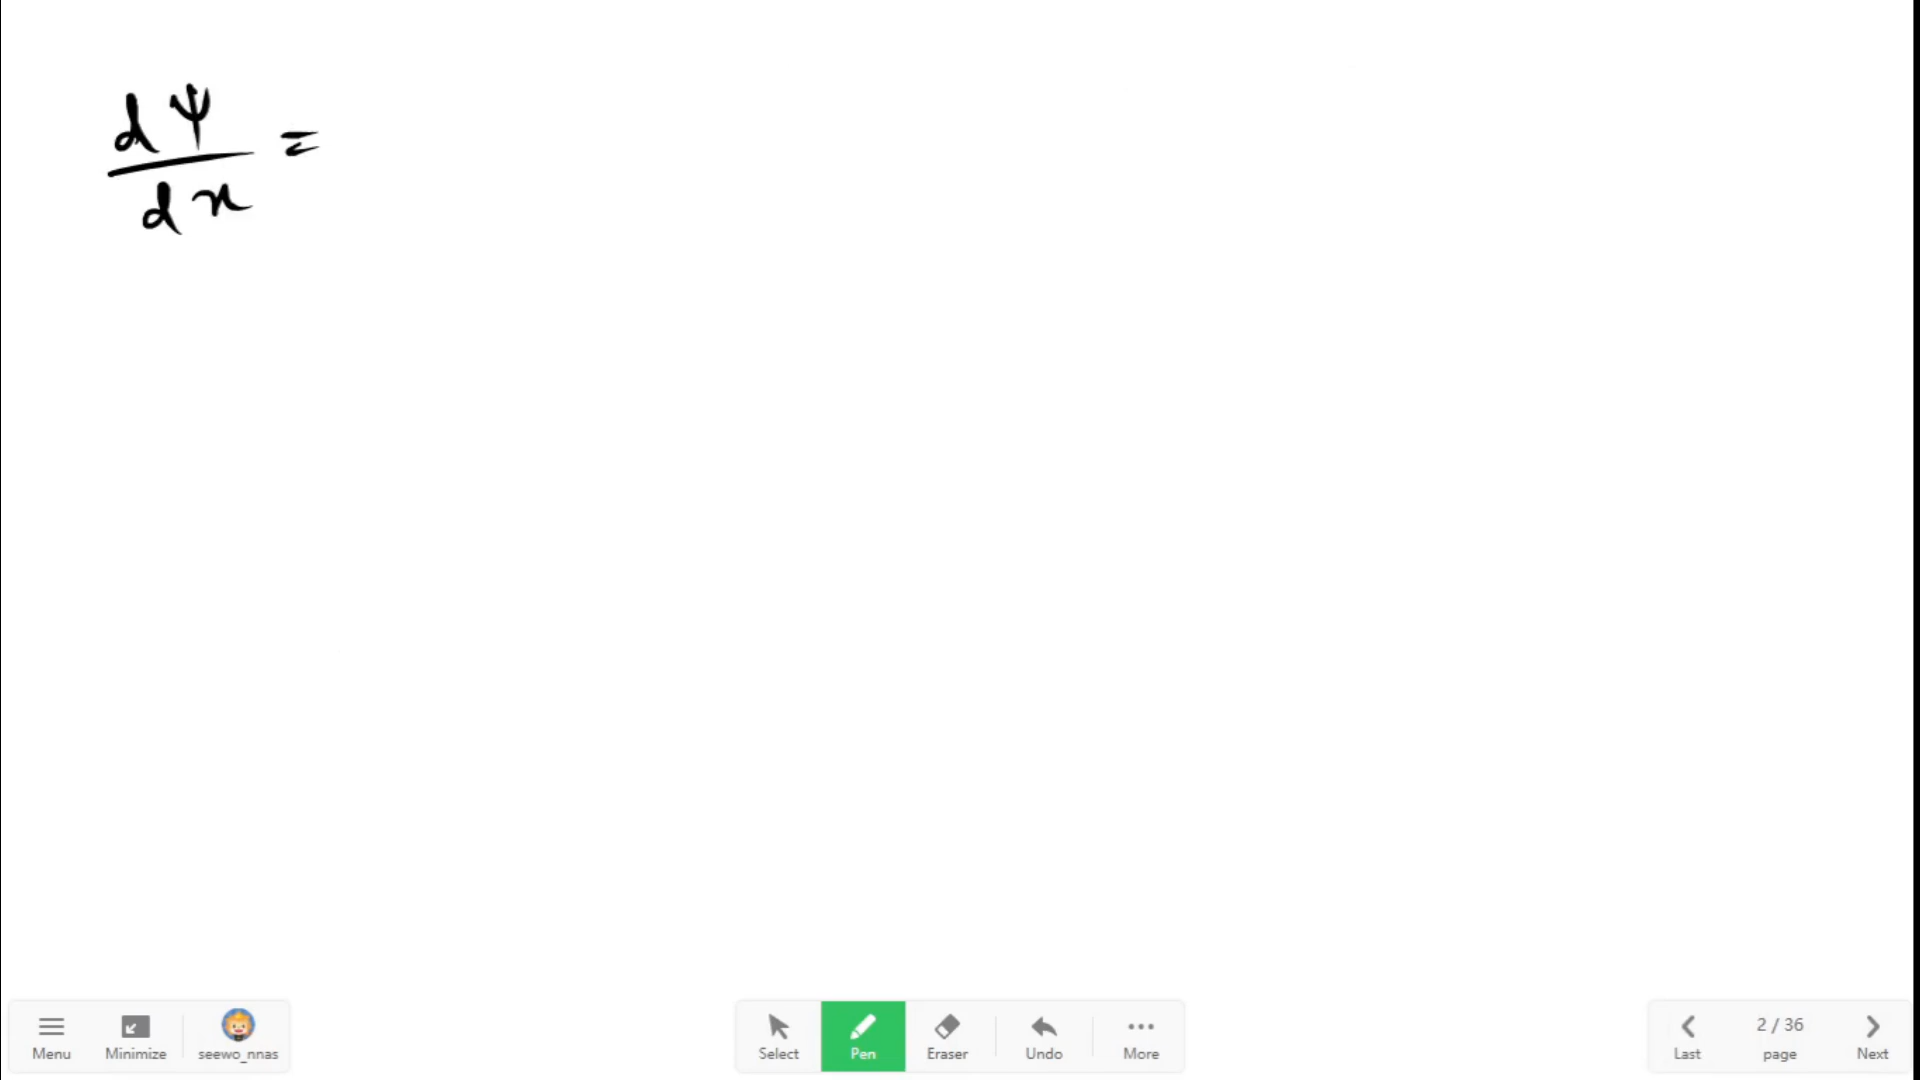 dψ
── =
dx
Menu Minimize seewo_nnas Select Pen Eraser Undo More Last 2 / 36 page Next